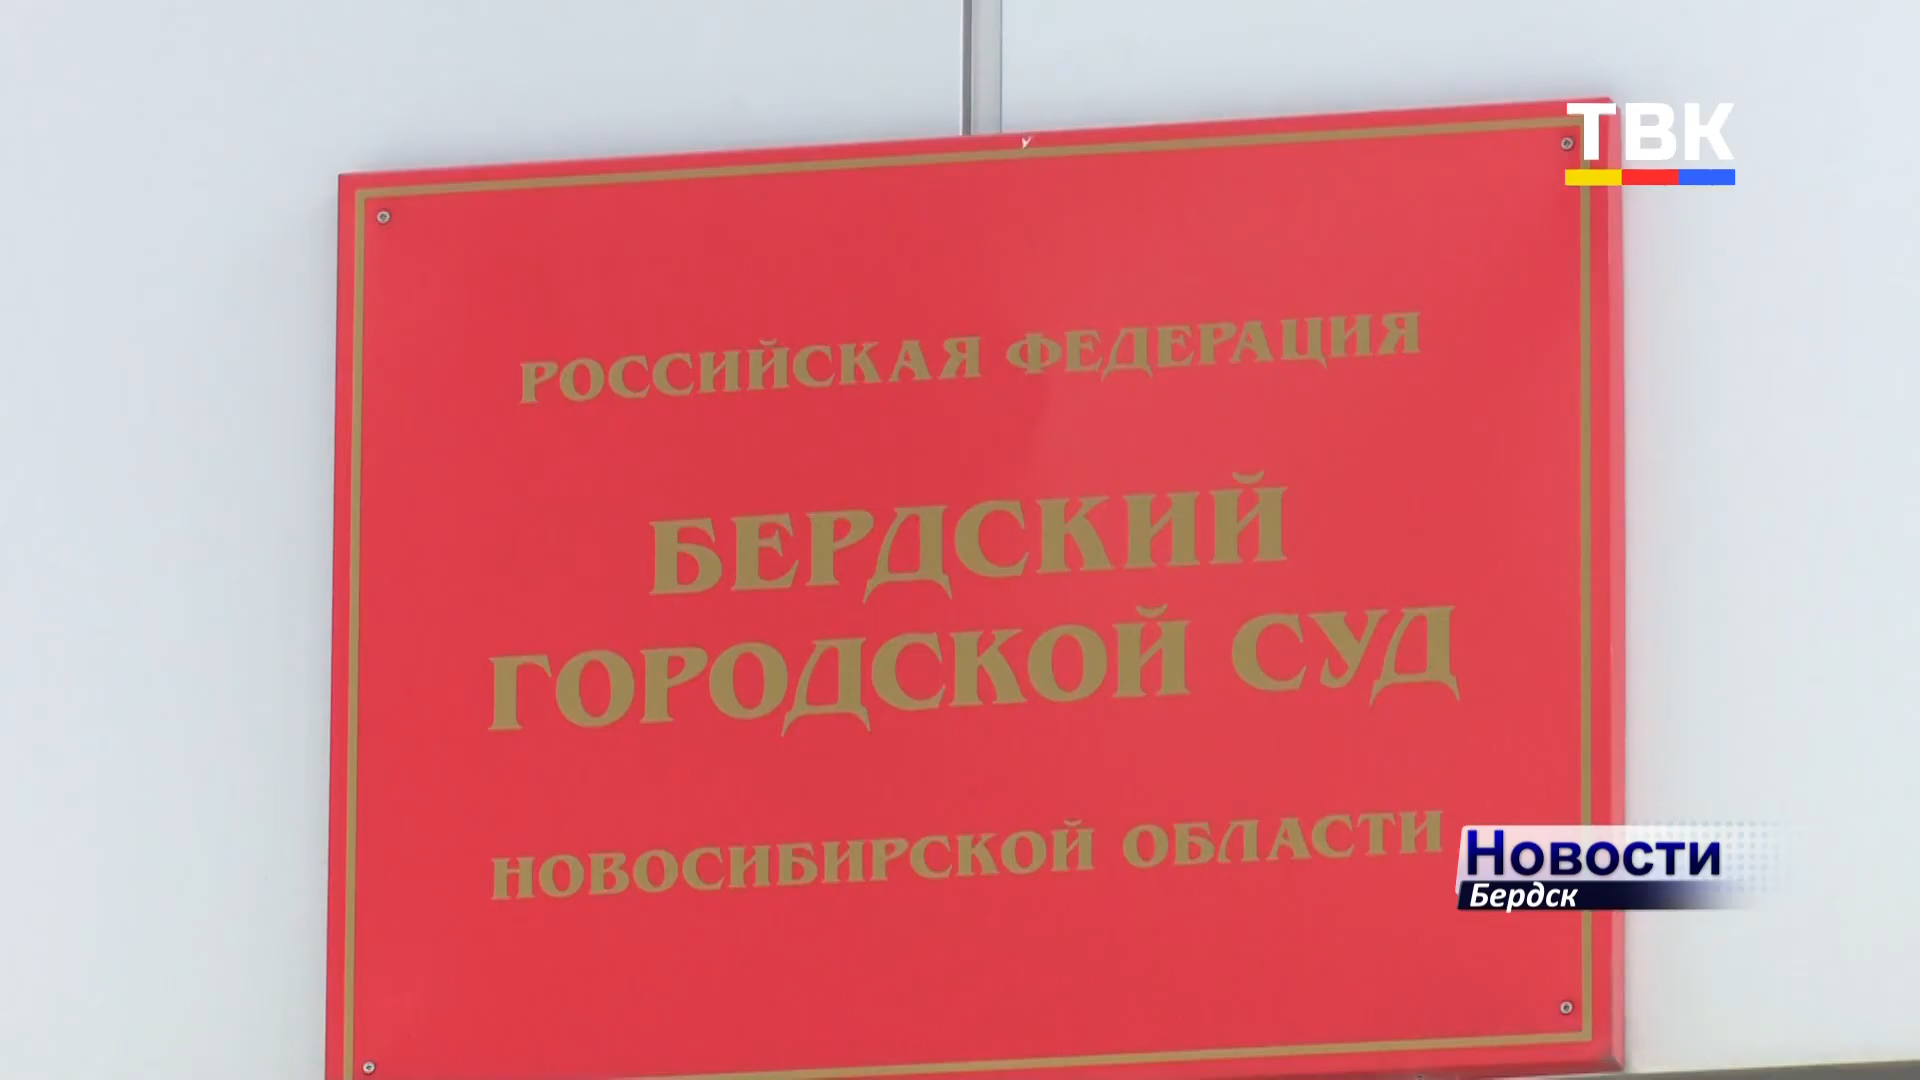 ТВК
РОССИЙСКАЯ ФЕДЕРАЦИЯ
БЕРДСКИЙ
ГОРОДСКОЙ СУД
НОВОСИБИРСКОЙ ОБЛАСТИ
Новости
Бердск